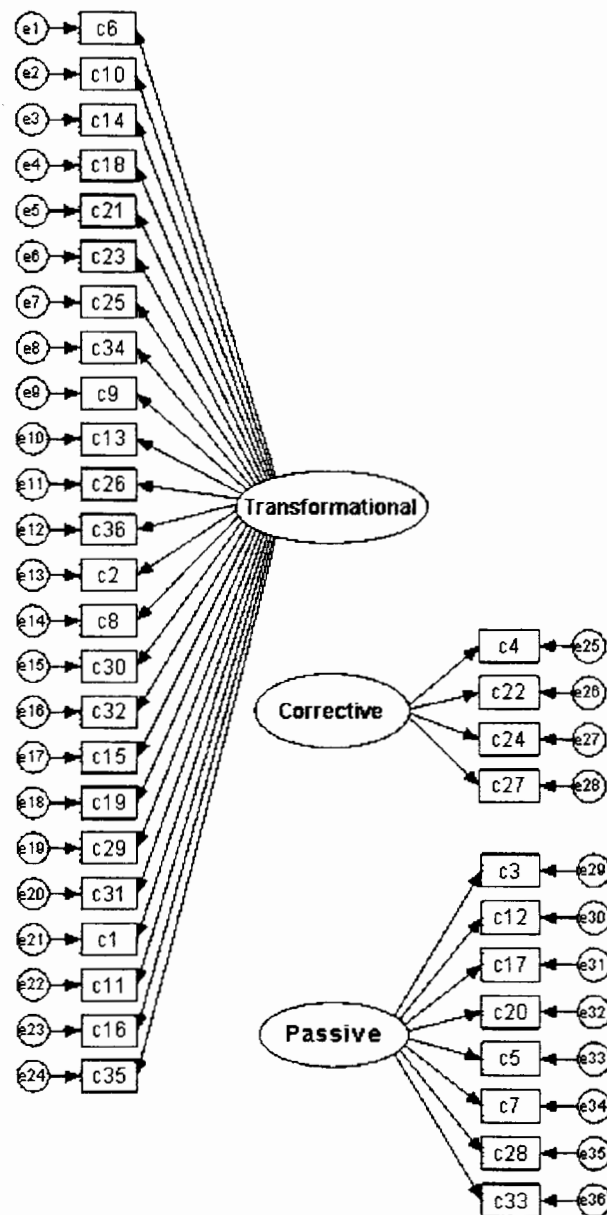 e1 c6
e2 c10
e3 c14
e4 c18
e5 c21
e6 c23
e7 c25
e8 c34
e9 c9
e10 c13
e11 c26
e12 c36
e13 c2
e14 c8
e15 c30
e16 c32
e17 c15
e18 c19
e19 c29
e20 c31
e21 c1
e22 c11
e23 c16
e24 c35
Transformational
Corrective
c4 e25
c22 e26
c24 e27
c27 e28
Passive
c3 e29
c12 e30
c17 e31
c20 e32
c5 e33
c7 e34
c28 e35
c33 e36